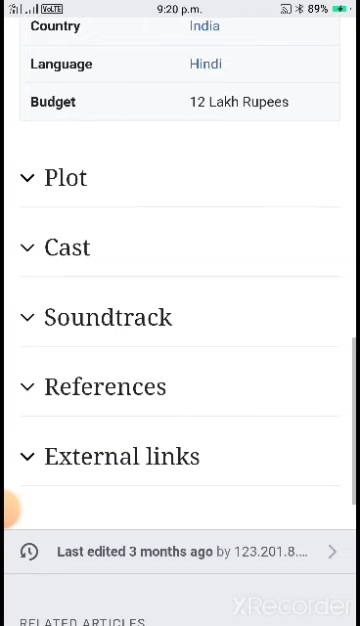 VoLTE 9:20 p.m. 89%
Country India
Language Hindi
Budget 12 Lakh Rupees
Plot
Cast
Soundtrack
References
External links
Last edited 3 months ago by 123.201.8....
RELATED ARTICLES
XRecorder